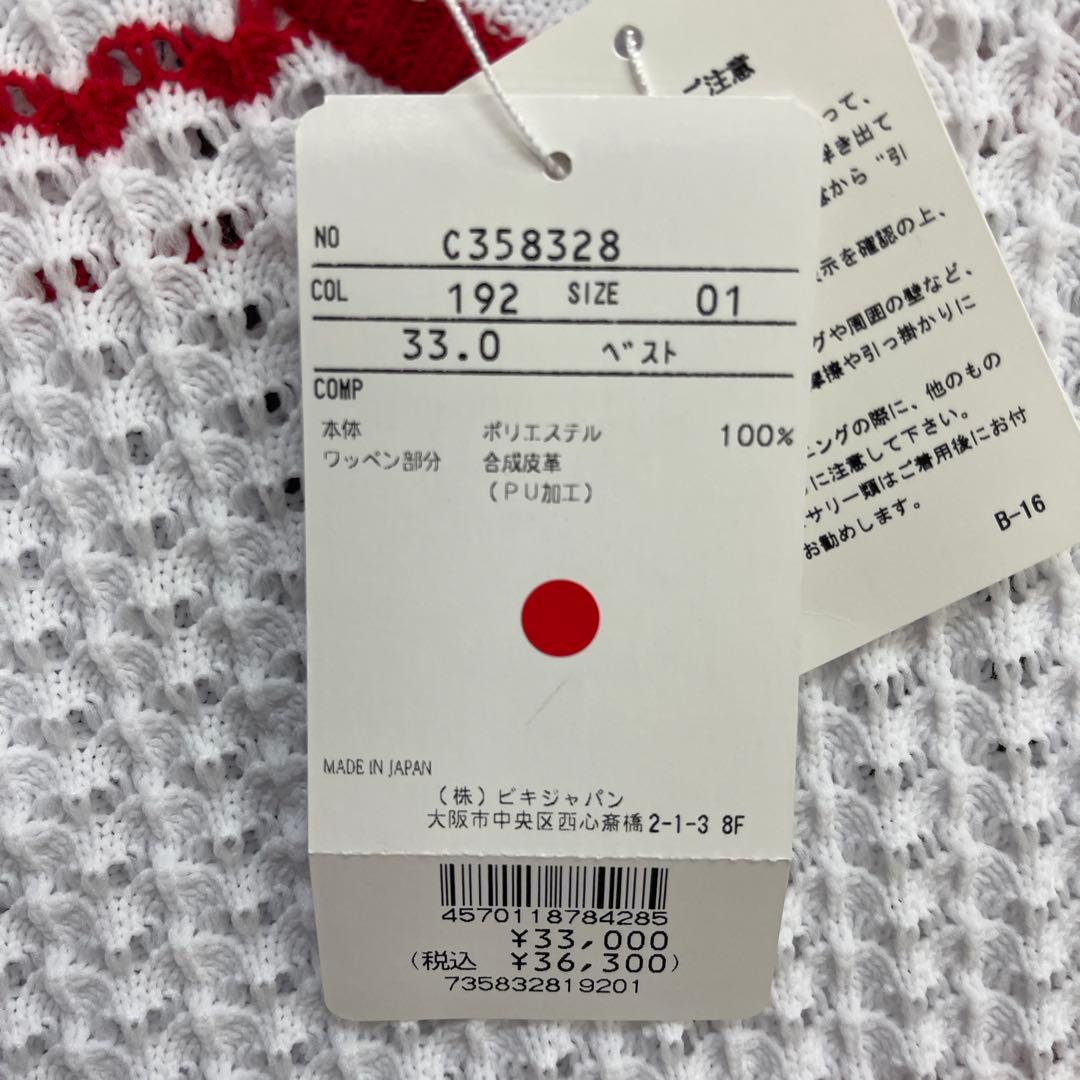 NO C358328
COL 192 SIZE 01
33.0 ベスト
COMP
本体 ポリエステル 100%
ワッペン部分 合成皮革
(PU加工)
MADE IN JAPAN
(株)ビキジャパン
大阪市中央区西心斎橋2-1-3 8F
4570118784285
¥33,000
(税込 ¥36,300)
735832819201
ご注意
って、
き出て
から "引
示を確認の上、
グや周囲の壁など、
摩擦や引っ掛かりに
ニングの際に、他のもの
に注意して下さい。
サリー類はご着用後にお付
お勧めします。
B-16